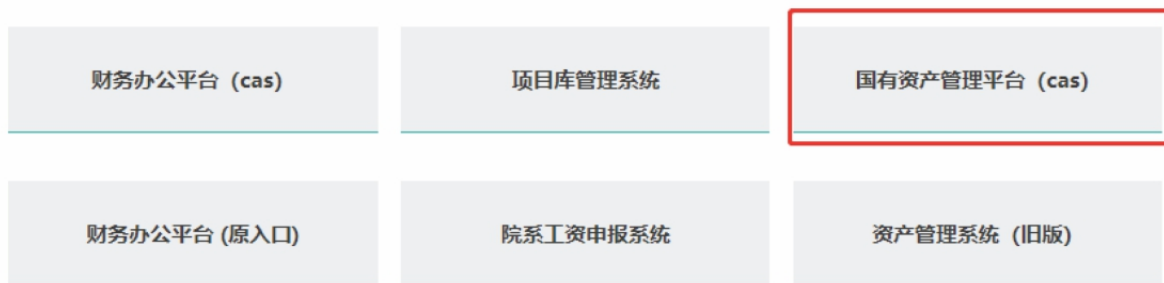 财务办公平台（cas)
项目库管理系统
国有资产管理平台（cas)
财务办公平台 (原入口)
院系工资申报系统
资产管理系统（旧版)